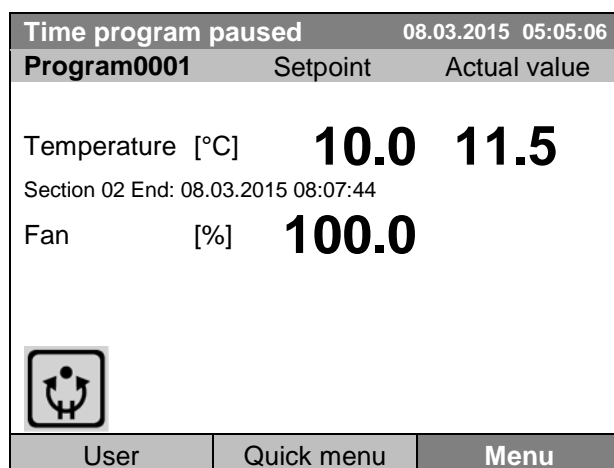 Time program paused 08.03.2015 05:05:06
Program0001 Setpoint Actual value
Temperature [°C] 10.0 11.5
Section 02 End: 08.03.2015 08:07:44
Fan [%] 100.0
User Quick menu Menu